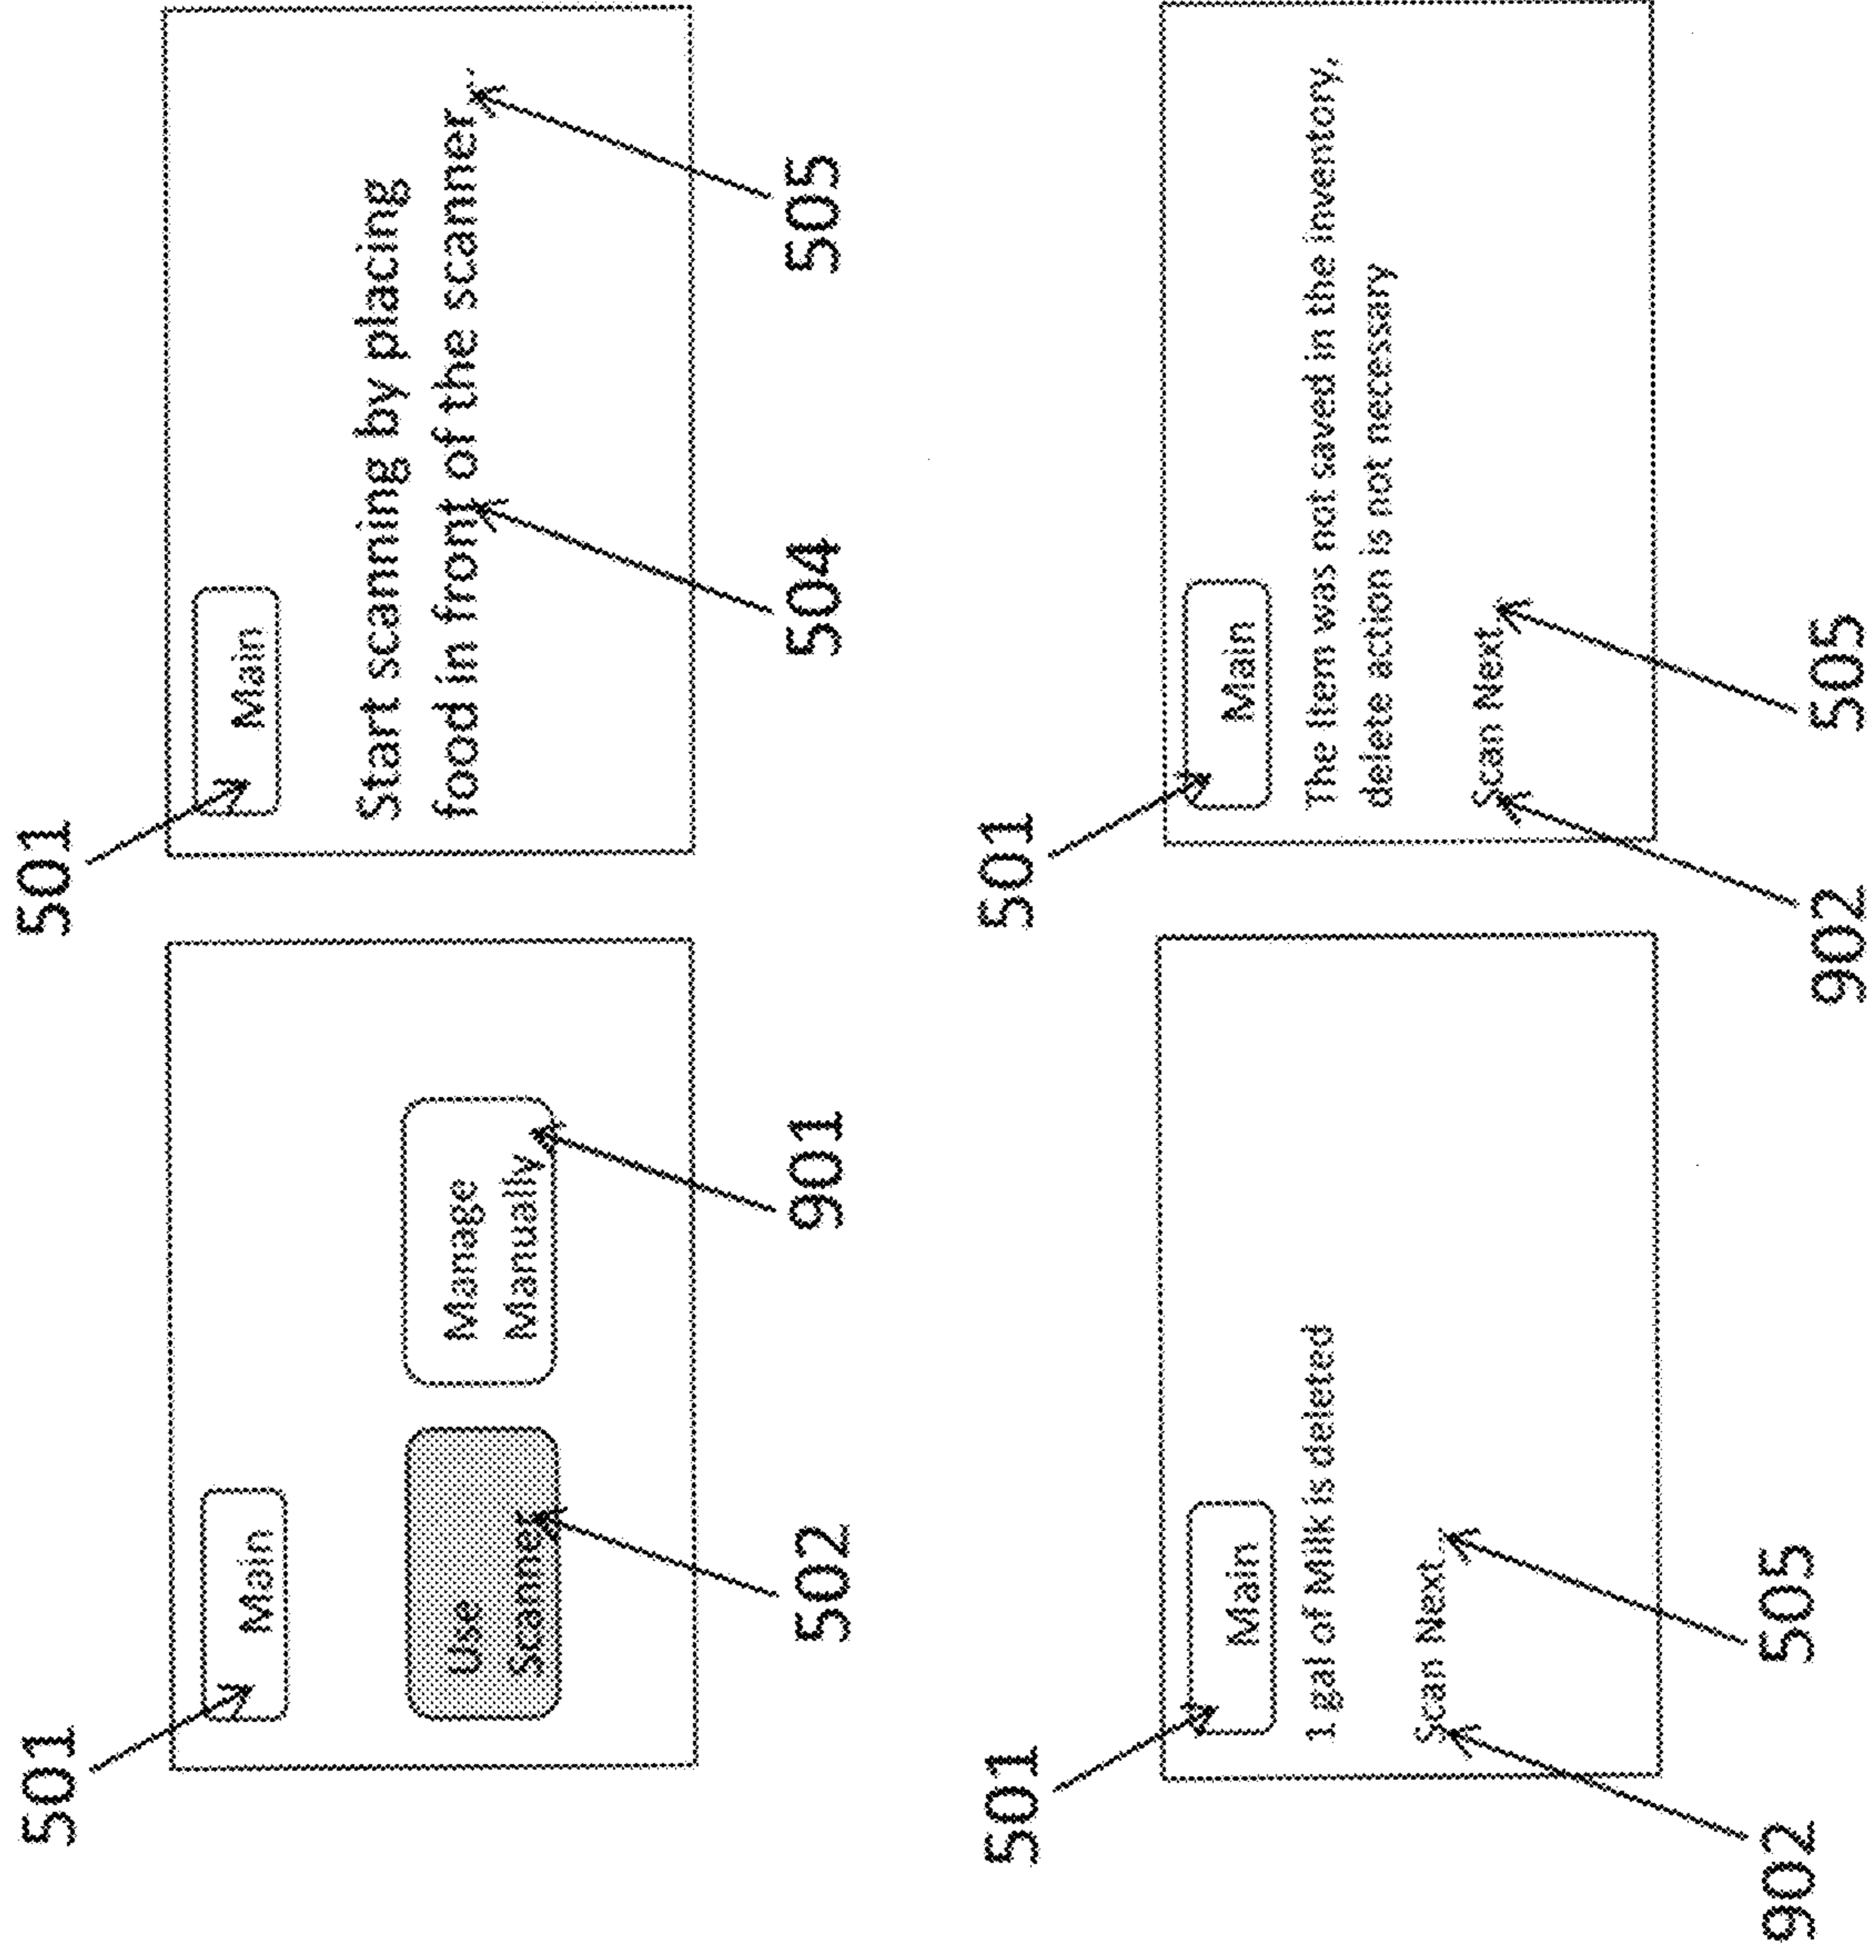 501
Main
Use
Scanner
Manage
Manually
502
901
501
Main
Start scanning by placing
food in front of the scanner
504
505
501
Main
1 gal of Milk is deleted
Scan Next
902
505
501
Main
The item was not saved in the inventory,
delete action is not necessary
Scan Next
902
505